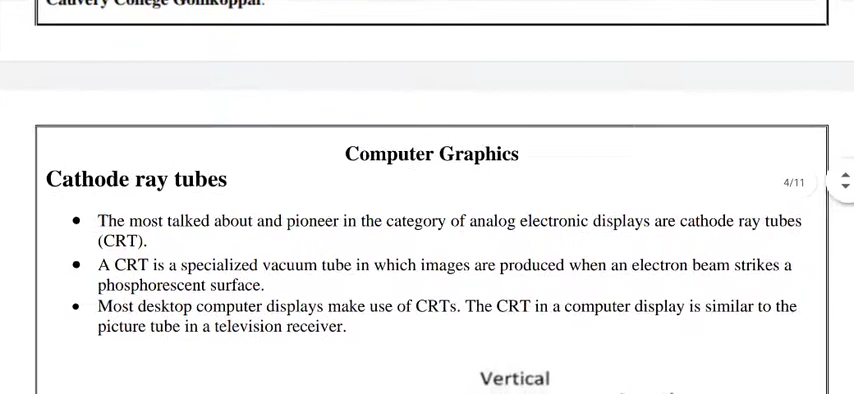 Computer Graphics
Cathode ray tubes
4/11
• The most talked about and pioneer in the category of analog electronic displays are cathode ray tubes
(CRT).
• A CRT is a specialized vacuum tube in which images are produced when an electron beam strikes a
phosphorescent surface.
• Most desktop computer displays make use of CRTs. The CRT in a computer display is similar to the
picture tube in a television receiver.
Vertical